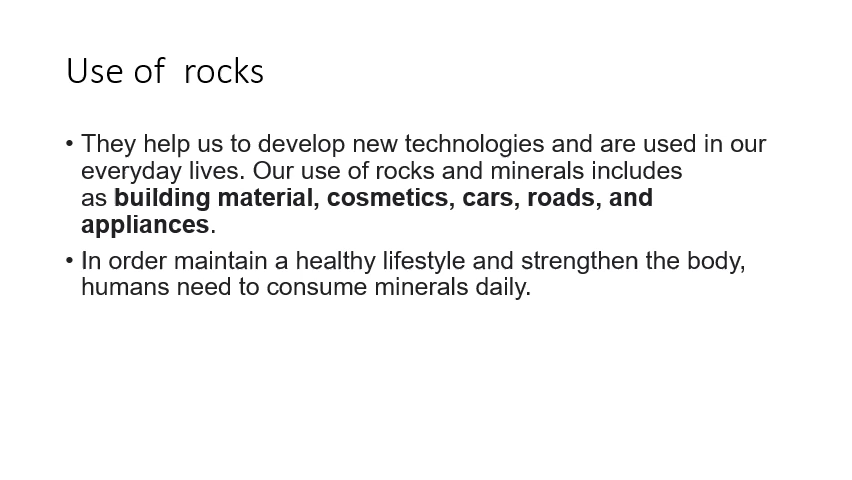 Use of  rocks
• They help us to develop new technologies and are used in our
everyday lives. Our use of rocks and minerals includes
as building material, cosmetics, cars, roads, and
appliances.
• In order maintain a healthy lifestyle and strengthen the body,
humans need to consume minerals daily.